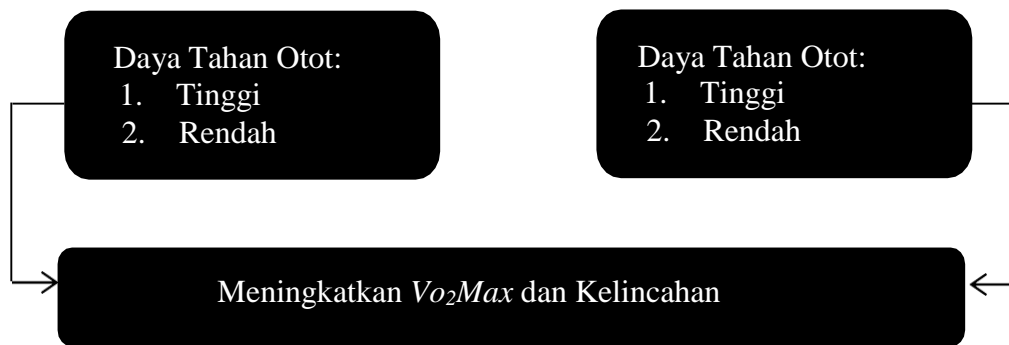 Daya Tahan Otot:
1. Tinggi
2. Rendah
Daya Tahan Otot:
1. Tinggi
2. Rendah
Meningkatkan Vo₂Max dan Kelincahan